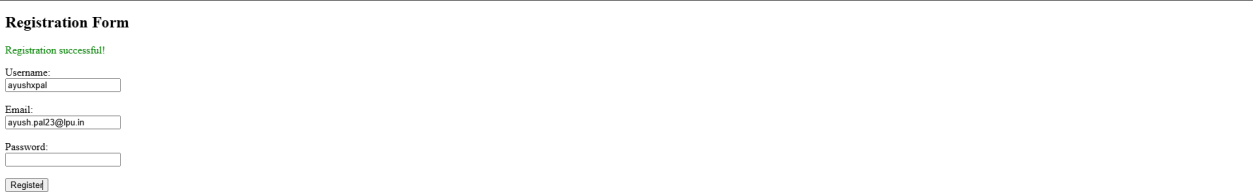 Registration Form
Registration successful!
Username:
ayushxpal
Email:
ayush.pal23@lpu.in
Password:
Register